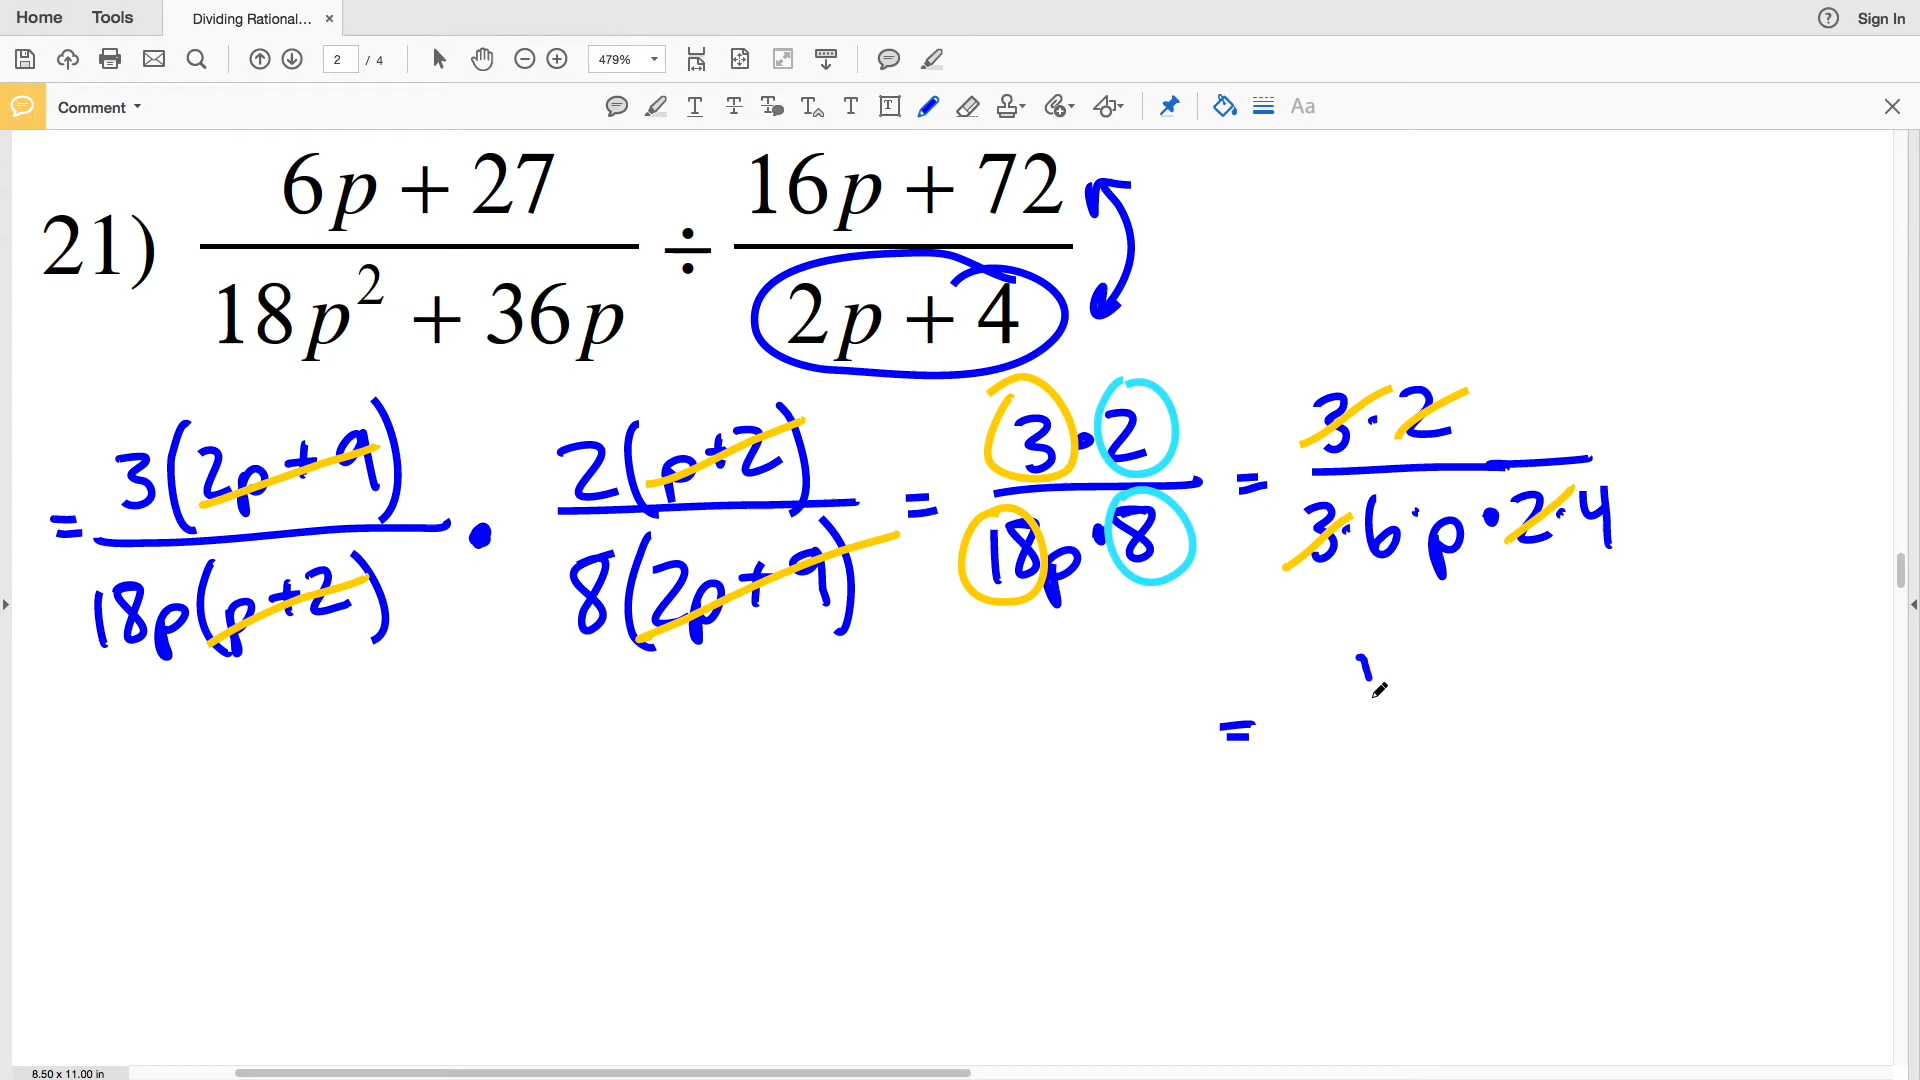 Home Tools Dividing Rational... × Sign In
2 / 4 479%
Comment Aa
21) (6p + 27)/(18p² + 36p) ÷ (16p + 72)/(2p + 4)
= 3(2p+9)/18p(p+2) • 2(p+2)/8(2p+9) = 3•2/18p•8 = 3·2/3·6·p•2·4
=
8.50 x 11.00 in